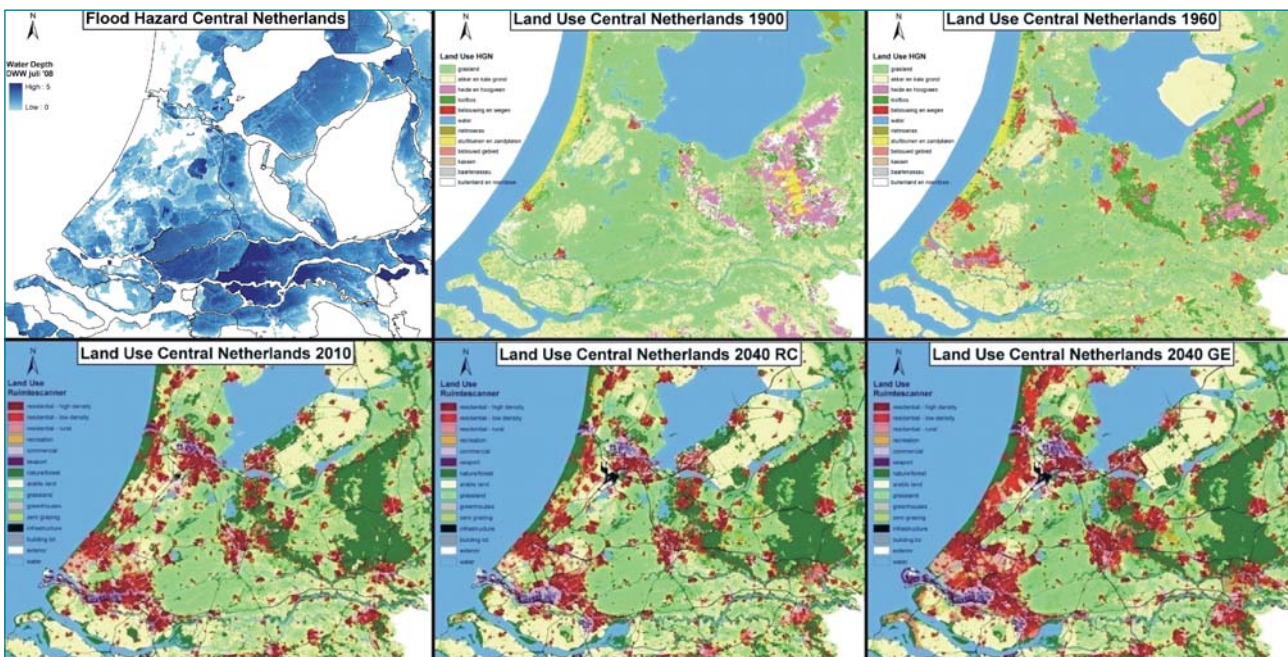 Flood Hazard Central Netherlands
N
Water Depth
DWW juli '08
High : 5
Low : 0
Land Use Central Netherlands 1900
N
Land Use HGN
grasland
akker en kale grond
heide en hoogveen
loofbos
bebouwing en wegen
water
rietmoeras
stuifduinen en zandplaten
bebouwd gebied
kassen
buitenland en
Land Use Central Netherlands 1960
N
Land Use HGN
grasland
akker en kale grond
heide en hoogveen
loofbos
bebouwing en wegen
water
rietmoeras
stuifduinen en zandplaten
bebouwd gebied
kassen
buitenland en
Land Use Central Netherlands 2010
N
Land Use
Ruimtescanner
residential - high density
residential - low density
residential - rural
recreation
commercial
seaport
nature/forest
arable land
grassland
greenhouses
zero grazing
infrastructure
building lot
exterior
water
Land Use Central Netherlands 2040 RC
N
Land Use
Ruimtescanner
residential - high density
residential - low density
residential - rural
recreation
commercial
seaport
nature/forest
arable land
grassland
greenhouses
zero grazing
infrastructure
building lot
exterior
water
Land Use Central Netherlands 2040 GE
N
Land Use
Ruimtescanner
residential - high density
residential - low density
residential - rural
recreation
commercial
seaport
nature/forest
arable land
grassland
greenhouses
zero grazing
infrastructure
building lot
exterior
water